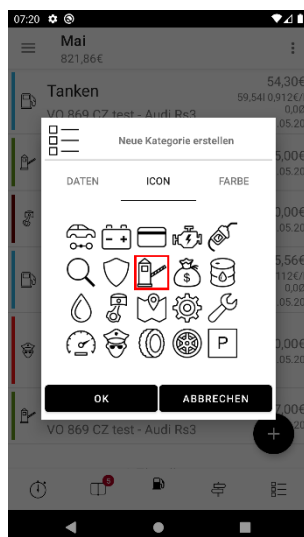 07:20
Mai
821,86€
54,30€
Tanken
59,54l 0,912€/l
VO 869 CZ test - Audi Rs3
Neue Kategorie erstellen
DATEN ICON FARBE
P
OK ABBRECHEN
VO 869 CZ test - Audi Rs3
5